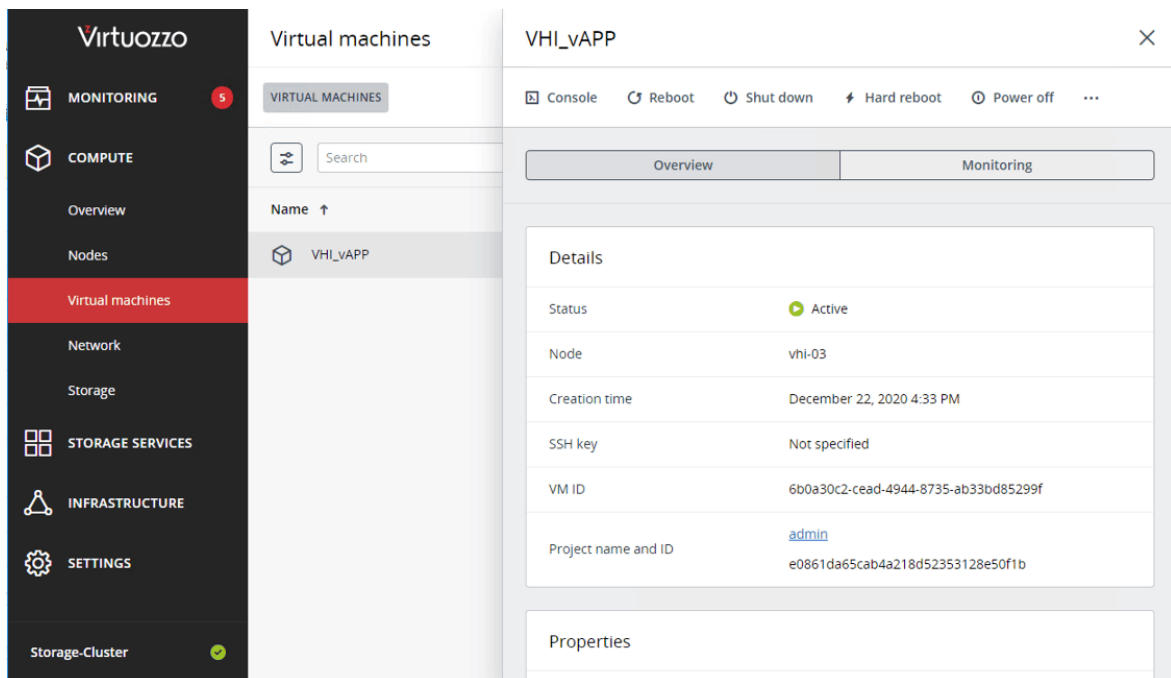 Virtuozzo
MONITORING 5
COMPUTE
Overview
Nodes
Virtual machines
Network
Storage
STORAGE SERVICES
INFRASTRUCTURE
SETTINGS
Storage-Cluster
Virtual machines
VIRTUAL MACHINES
Search
Name ↑
VHI_vAPP
VHI_vAPP
Console Reboot Shut down Hard reboot Power off ...
Overview Monitoring
Details
Status Active
Node vhi-03
Creation time December 22, 2020 4:33 PM
SSH key Not specified
VM ID 6b0a30c2-cead-4944-8735-ab33bd85299f
Project name and ID admin
e0861da65cab4a218d52353128e50f1b
Properties